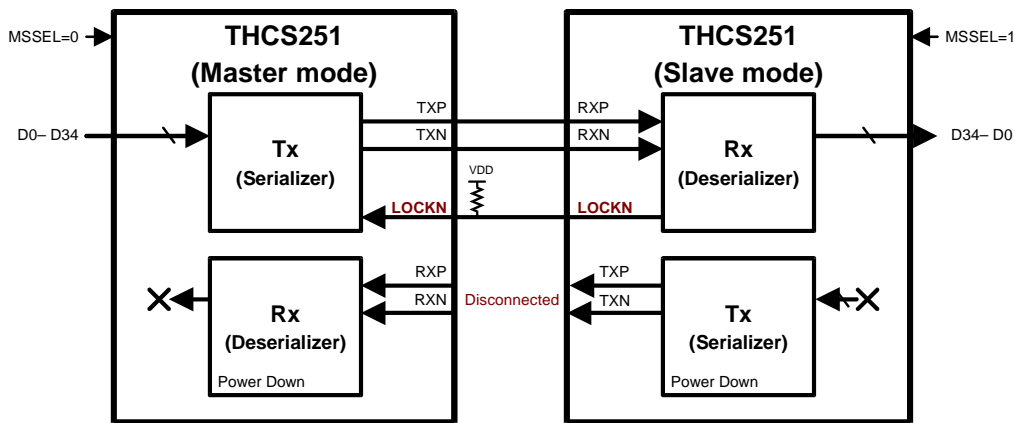 MSSEL=0
THCS251
(Master mode)
THCS251
(Slave mode)
MSSEL=1
D0– D34
Tx
(Serializer)
TXP
TXN
RXP
RXN
Rx
(Deserializer)
D34– D0
VDD
LOCKN
LOCKN
Rx
(Deserializer)
Power Down
RXP
RXN
Disconnected
TXP
TXN
Tx
(Serializer)
Power Down